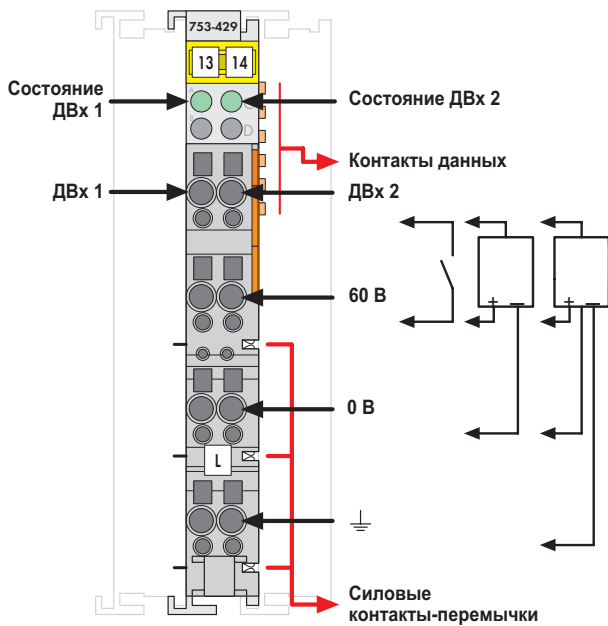 753-429
13 14
Состояние
ДВх 1
Состояние ДВх 2
A C
B D
Контакты данных
ДВх 1
ДВх 2
60 В
+ –
+ –
0 В
L
Силовые
контакты-перемычки